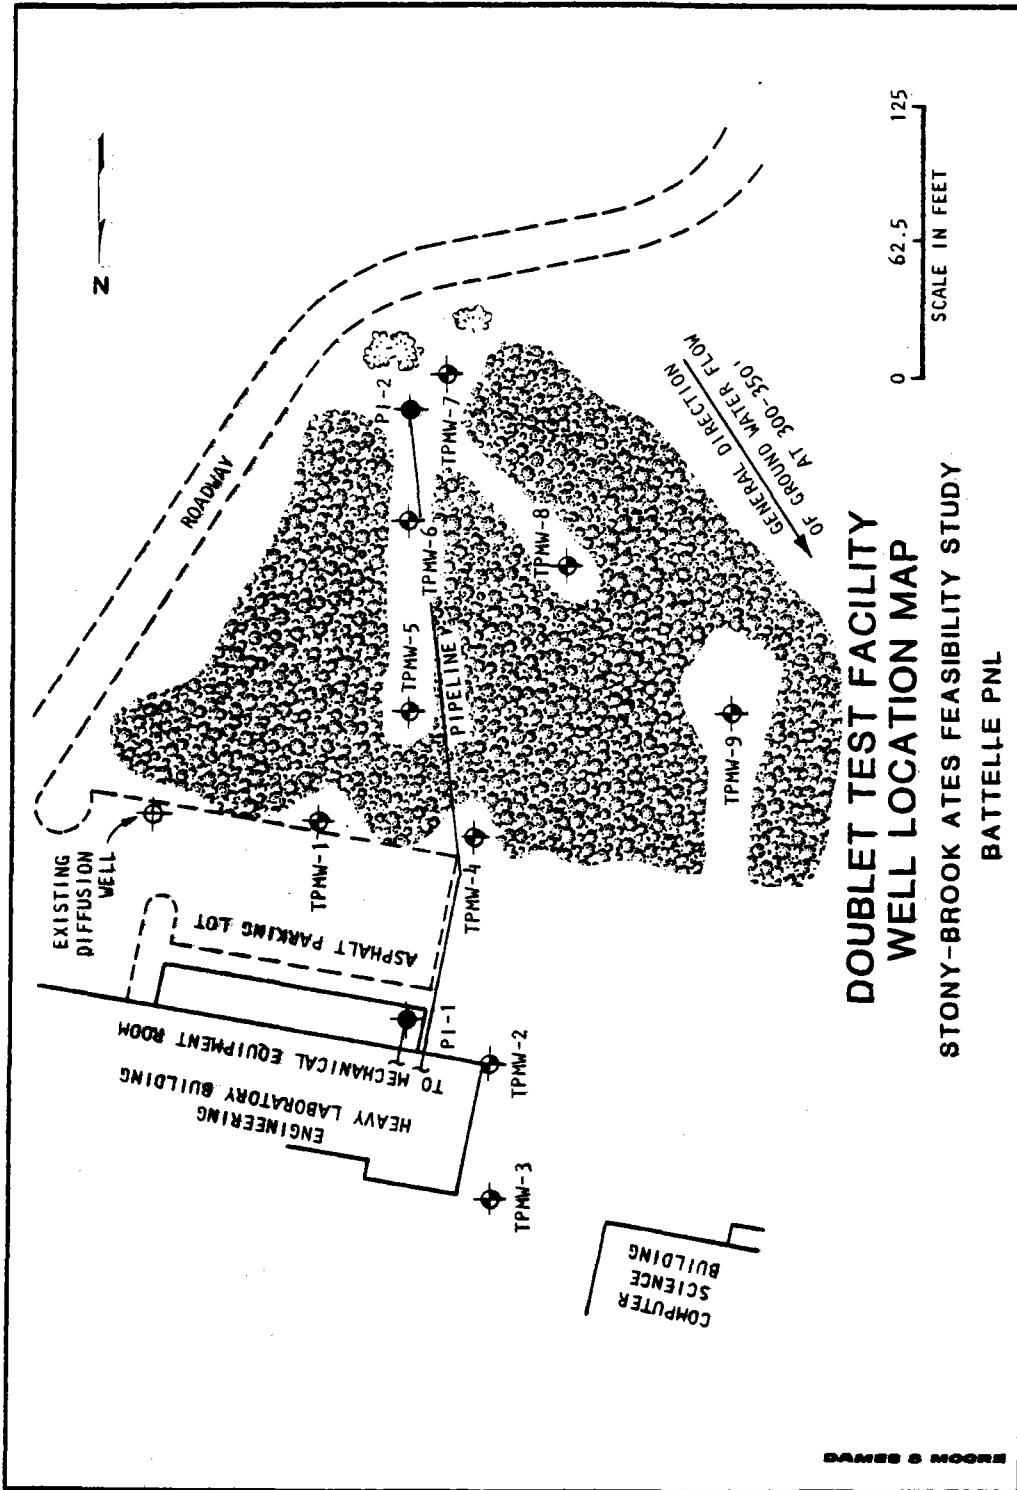 N
ROADWAY
EXISTING
DIFFUSION
WELL
TPMW-1
ASPHALT PARKING LOT
PI-2
TPMW-7
TPMW-6
TPMW-5
PIPELINE
TPMW-8
TPMW-4
TPMW-9
PI-1
TO MECHANICAL EQUIPMENT ROOM
HEAVY LABORATORY BUILDING
ENGINEERING
TPMW-2
TPMW-3
COMPUTER
SCIENCE
BUILDING
GENERAL DIRECTION
OF GROUND WATER FLOW
AT 300-350'
0 62.5 125
SCALE IN FEET
DOUBLET TEST FACILITY
WELL LOCATION MAP
STONY-BROOK ATES FEASIBILITY STUDY
BATTELLE PNL
DAMES & MOORE